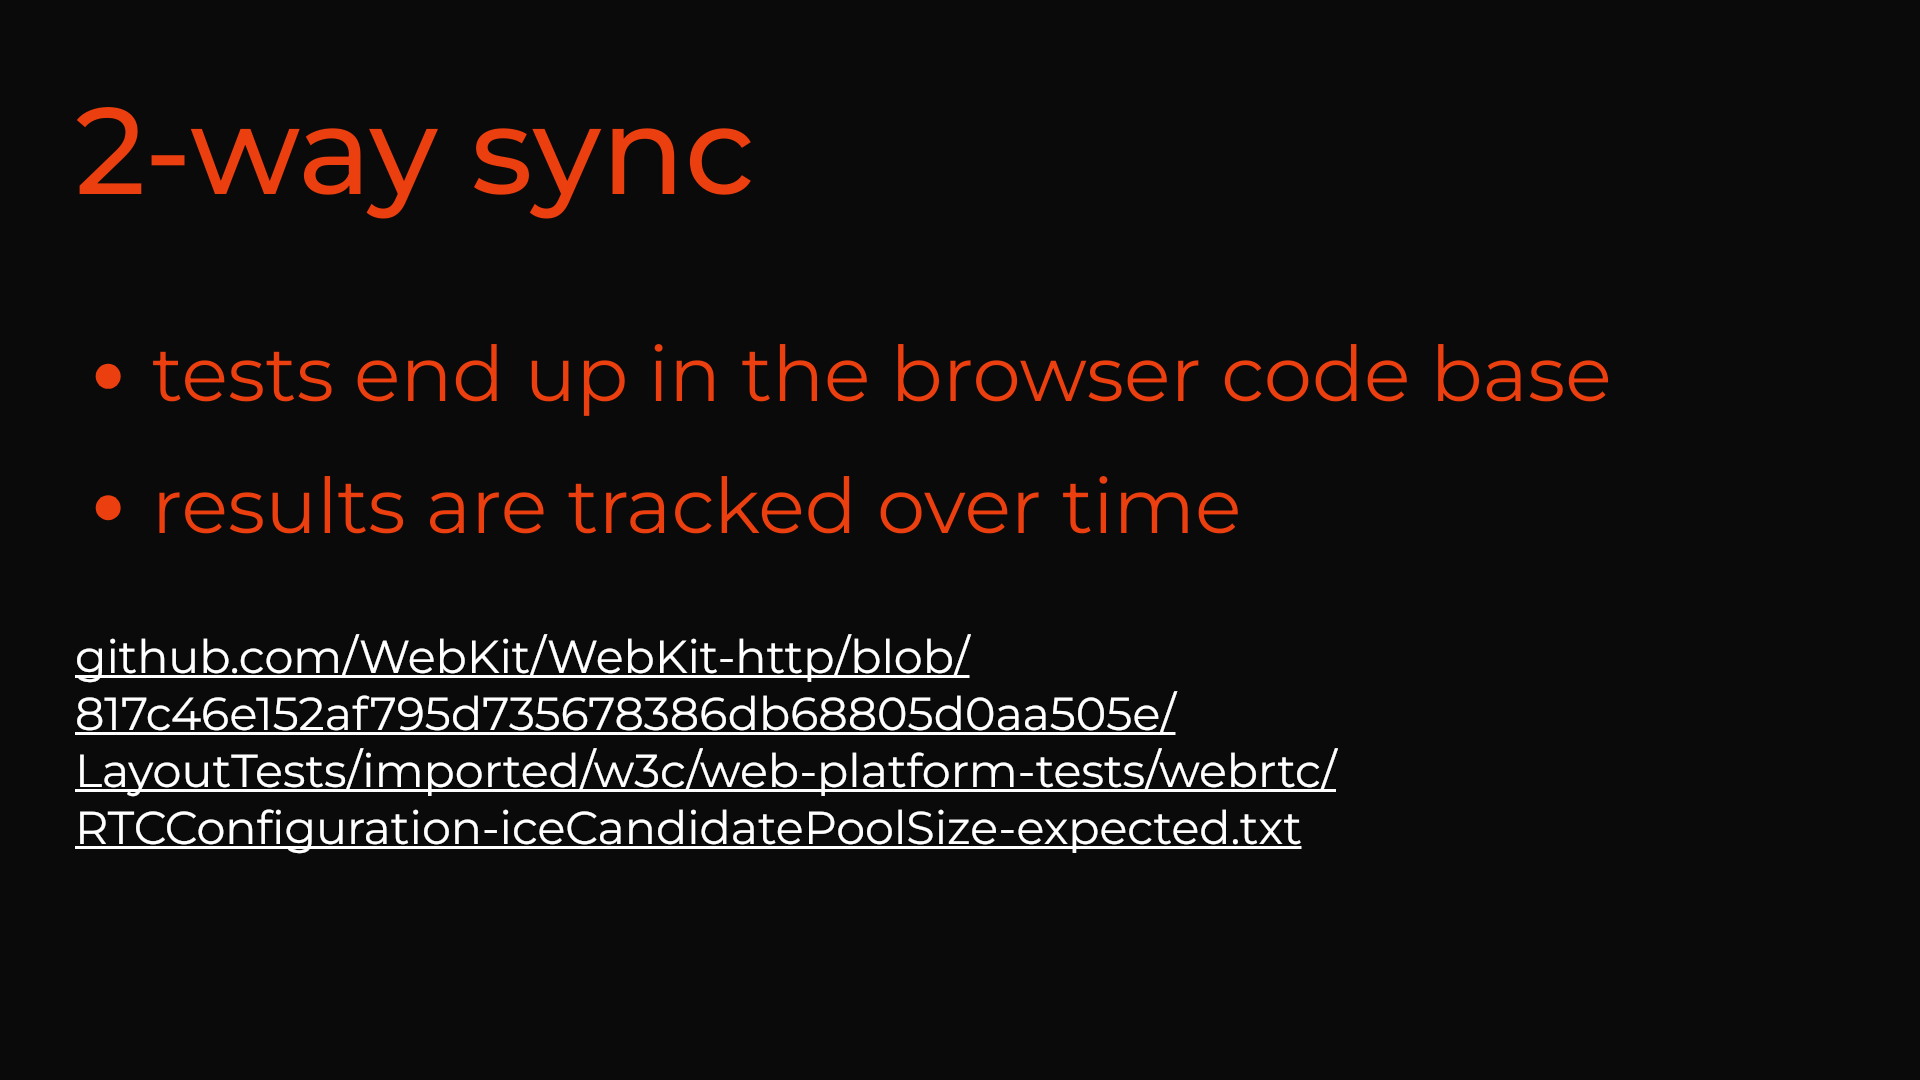 2-way sync
• tests end up in the browser code base
• results are tracked over time
github.com/WebKit/WebKit-http/blob/
817c46e152af795d735678386db68805d0aa505e/
LayoutTests/imported/w3c/web-platform-tests/webrtc/
RTCConfiguration-iceCandidatePoolSize-expected.txt